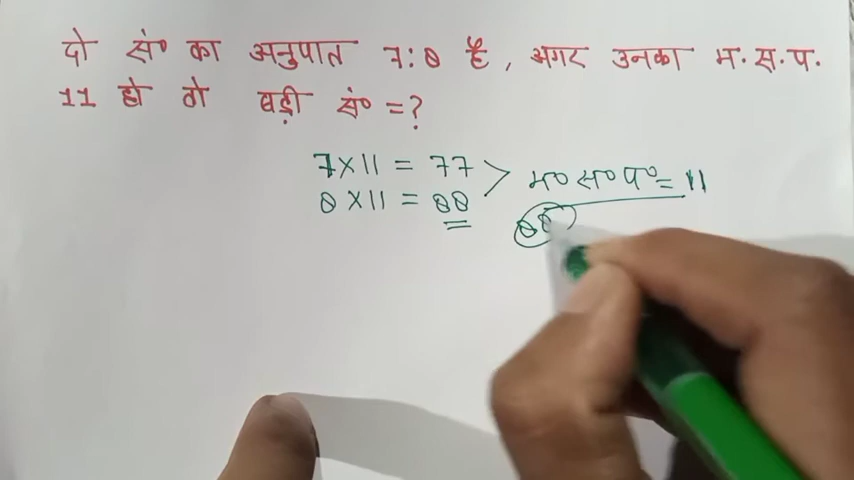 दो सं० का अनुपात 7:8 है, अगर उनका म.स.प.
11 हो तो बड़ी सं० =?
7×11 = 77
8×11 = 88
> म० स० प० = 11
88